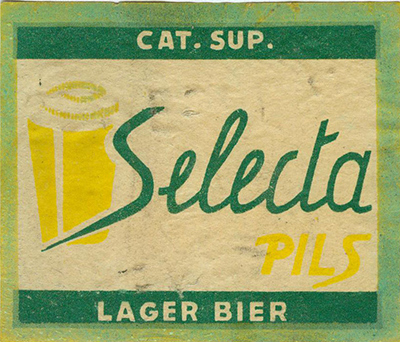 CAT. SUP.
Selecta
PILS
LAGER BIER